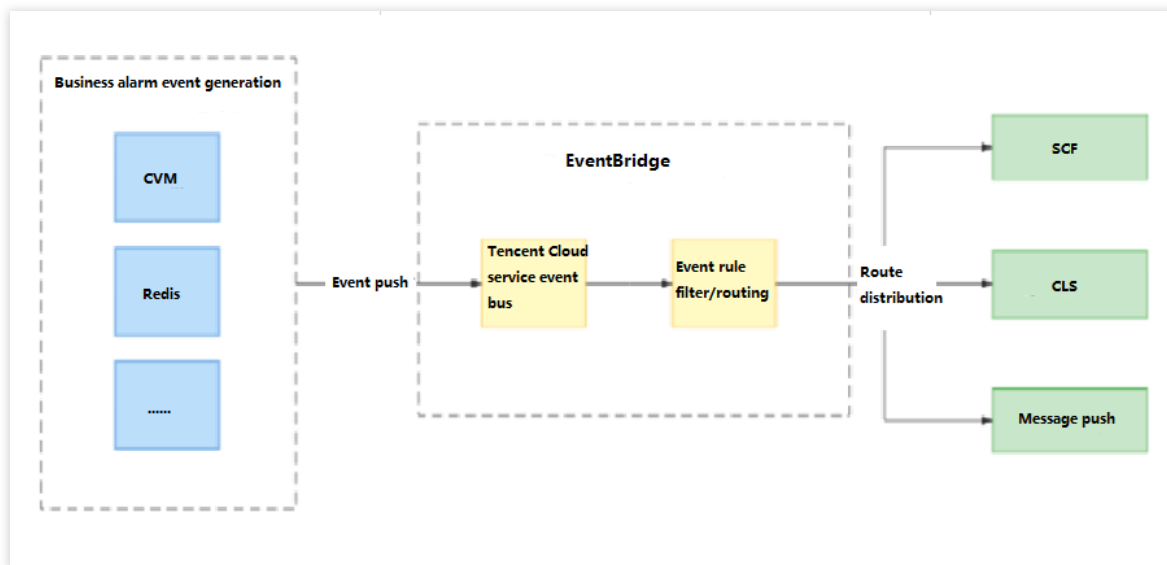 Business alarm event generation
CVM
Redis
......
Event push
EventBridge
Tencent Cloud
service event
bus
Event rule
filter/routing
Route
distribution
SCF
CLS
Message push